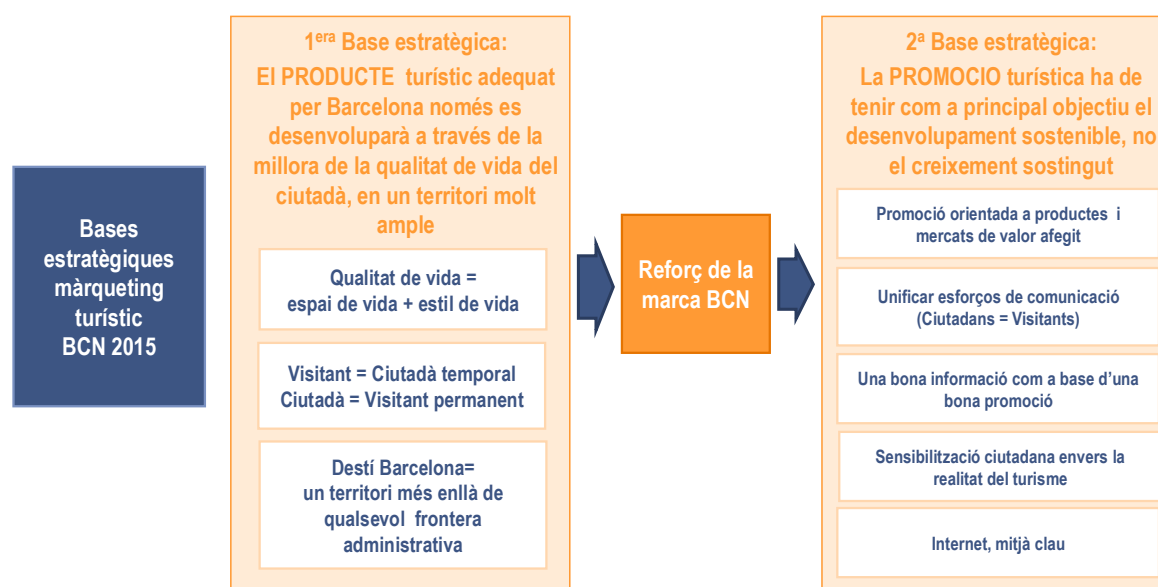 Bases
estratègiques
màrqueting
turístic
BCN 2015
1era Base estratègica:
El PRODUCTE turístic adequat
per Barcelona només es
desenvoluparà a través de la
millora de la qualitat de vida del
ciutadà, en un territori molt
ample
Qualitat de vida =
espai de vida + estil de vida
Visitant = Ciutadà temporal
Ciutadà = Visitant permanent
Destí Barcelona=
un territori més enllà de
qualsevol frontera
administrativa
Reforç de la
marca BCN
2ª Base estratègica:
La PROMOCIO turística ha de
tenir com a principal objectiu el
desenvolupament sostenible, no
el creixement sostingut
Promoció orientada a productes i
mercats de valor afegit
Unificar esforços de comunicació
(Ciutadans = Visitants)
Una bona informació com a base d’una
bona promoció
Sensibilització ciutadana envers la
realitat del turisme
Internet, mitjà clau